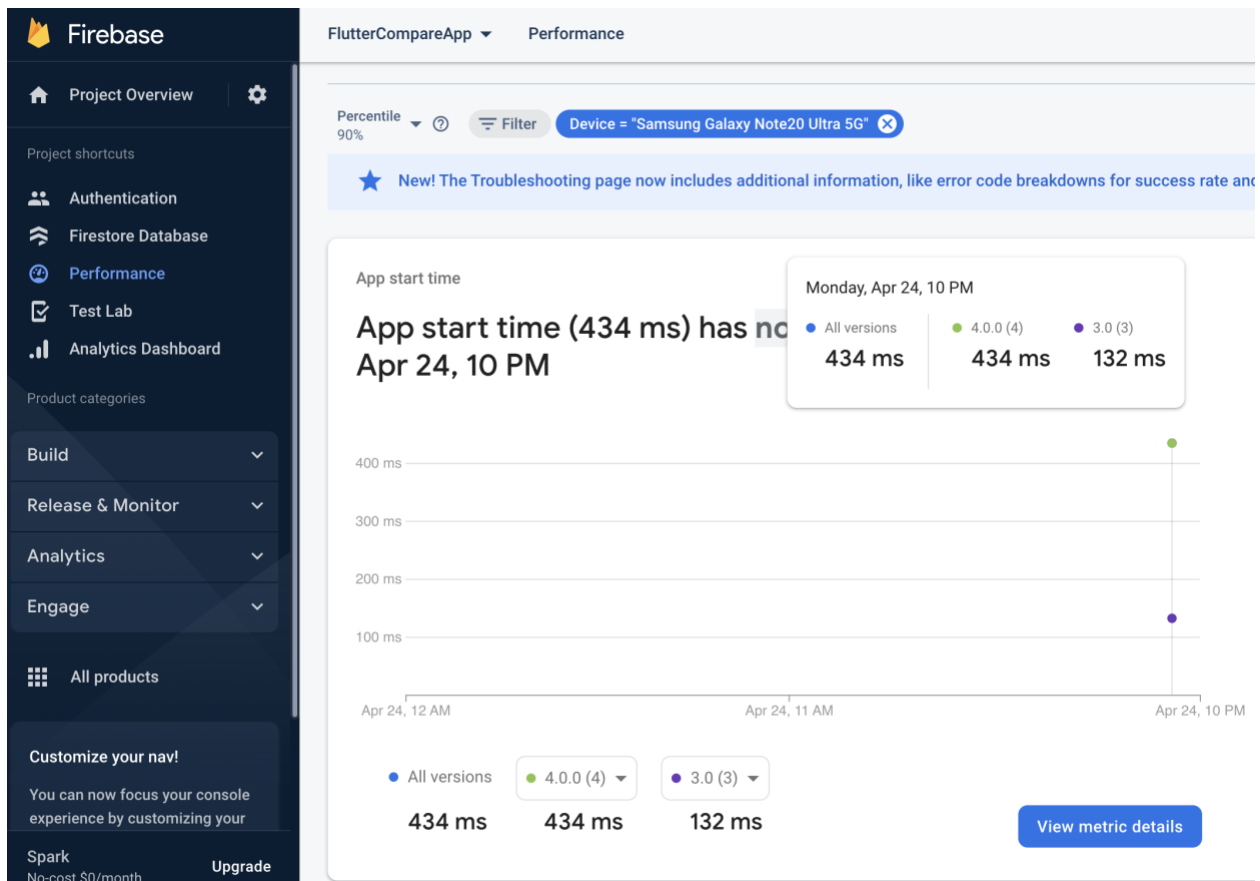 Firebase
Project Overview
Project shortcuts
Authentication
Firestore Database
Performance
Test Lab
Analytics Dashboard
Product categories
Build
Release & Monitor
Analytics
Engage
All products
Customize your nav!
You can now focus your console
experience by customizing your
Spark
No-cost $0/month
Upgrade
FlutterCompareApp
Performance
Percentile
90%
Filter
Device = "Samsung Galaxy Note20 Ultra 5G"
New! The Troubleshooting page now includes additional information, like error code breakdowns for success rate and
App start time
App start time (434 ms) has no
Apr 24, 10 PM
Monday, Apr 24, 10 PM
All versions 4.0.0 (4) 3.0 (3)
434 ms 434 ms 132 ms
400 ms
300 ms
200 ms
100 ms
Apr 24, 12 AM Apr 24, 11 AM Apr 24, 10 PM
All versions 4.0.0 (4) 3.0 (3)
434 ms 434 ms 132 ms
View metric details